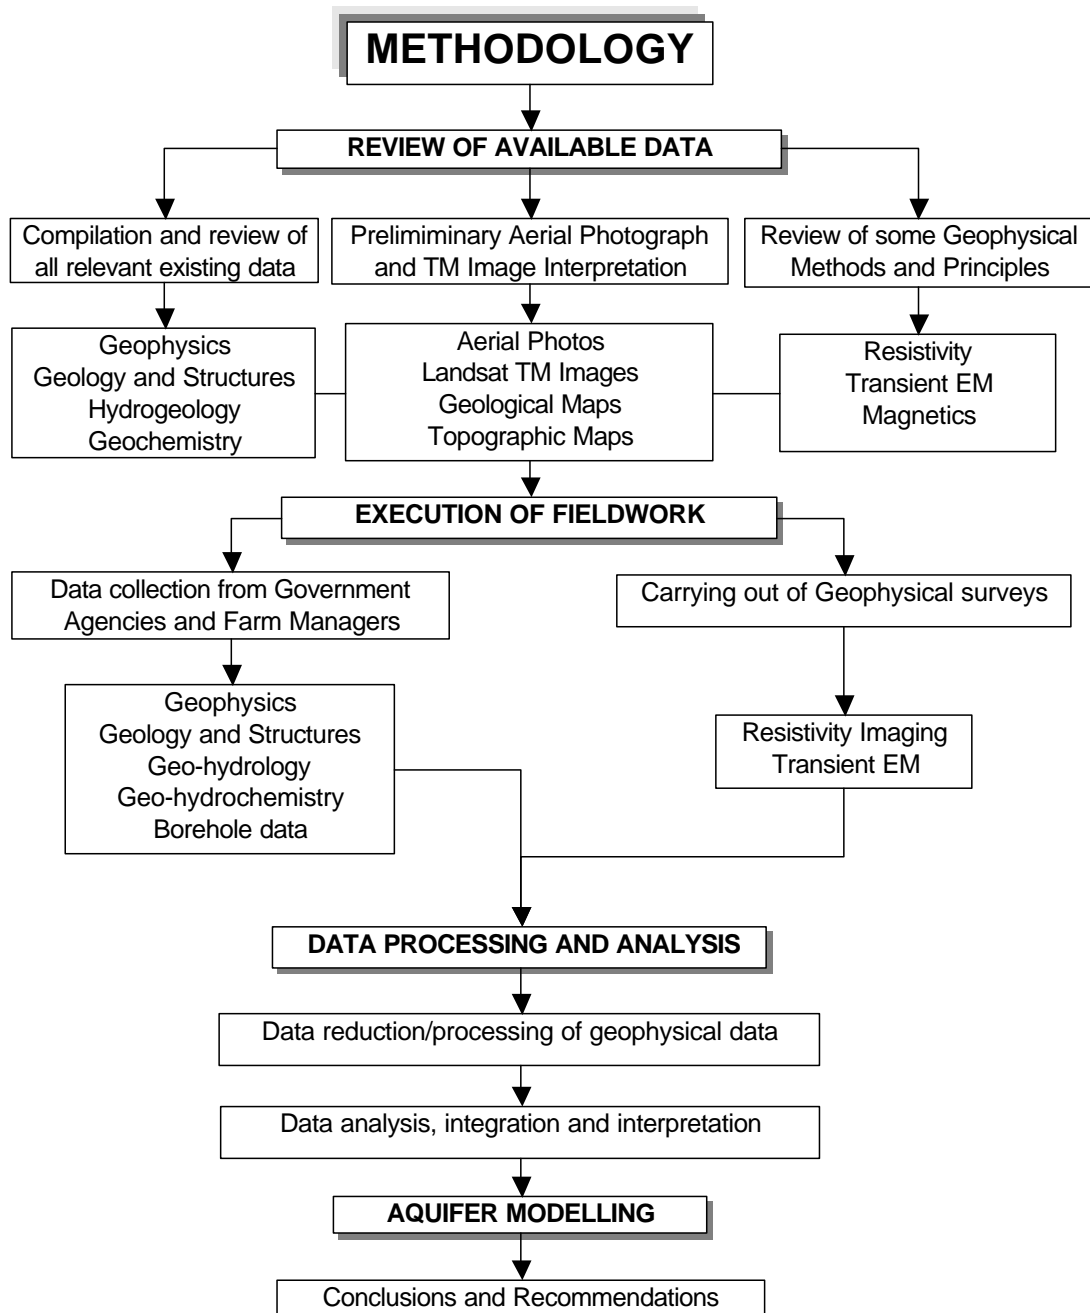 METHODOLOGY
REVIEW OF AVAILABLE DATA
Compilation and review of
all relevant existing data
Prelimiminary Aerial Photograph
and TM Image Interpretation
Review of some Geophysical
Methods and Principles
Geophysics
Geology and Structures
Hydrogeology
Geochemistry
Aerial Photos
Landsat TM Images
Geological Maps
Topographic Maps
Resistivity
Transient EM
Magnetics
EXECUTION OF FIELDWORK
Data collection from Government
Agencies and Farm Managers
Carrying out of Geophysical surveys
Geophysics
Geology and Structures
Geo-hydrology
Geo-hydrochemistry
Borehole data
Resistivity Imaging
Transient EM
DATA PROCESSING AND ANALYSIS
Data reduction/processing of geophysical data
Data analysis, integration and interpretation
AQUIFER MODELLING
Conclusions and Recommendations